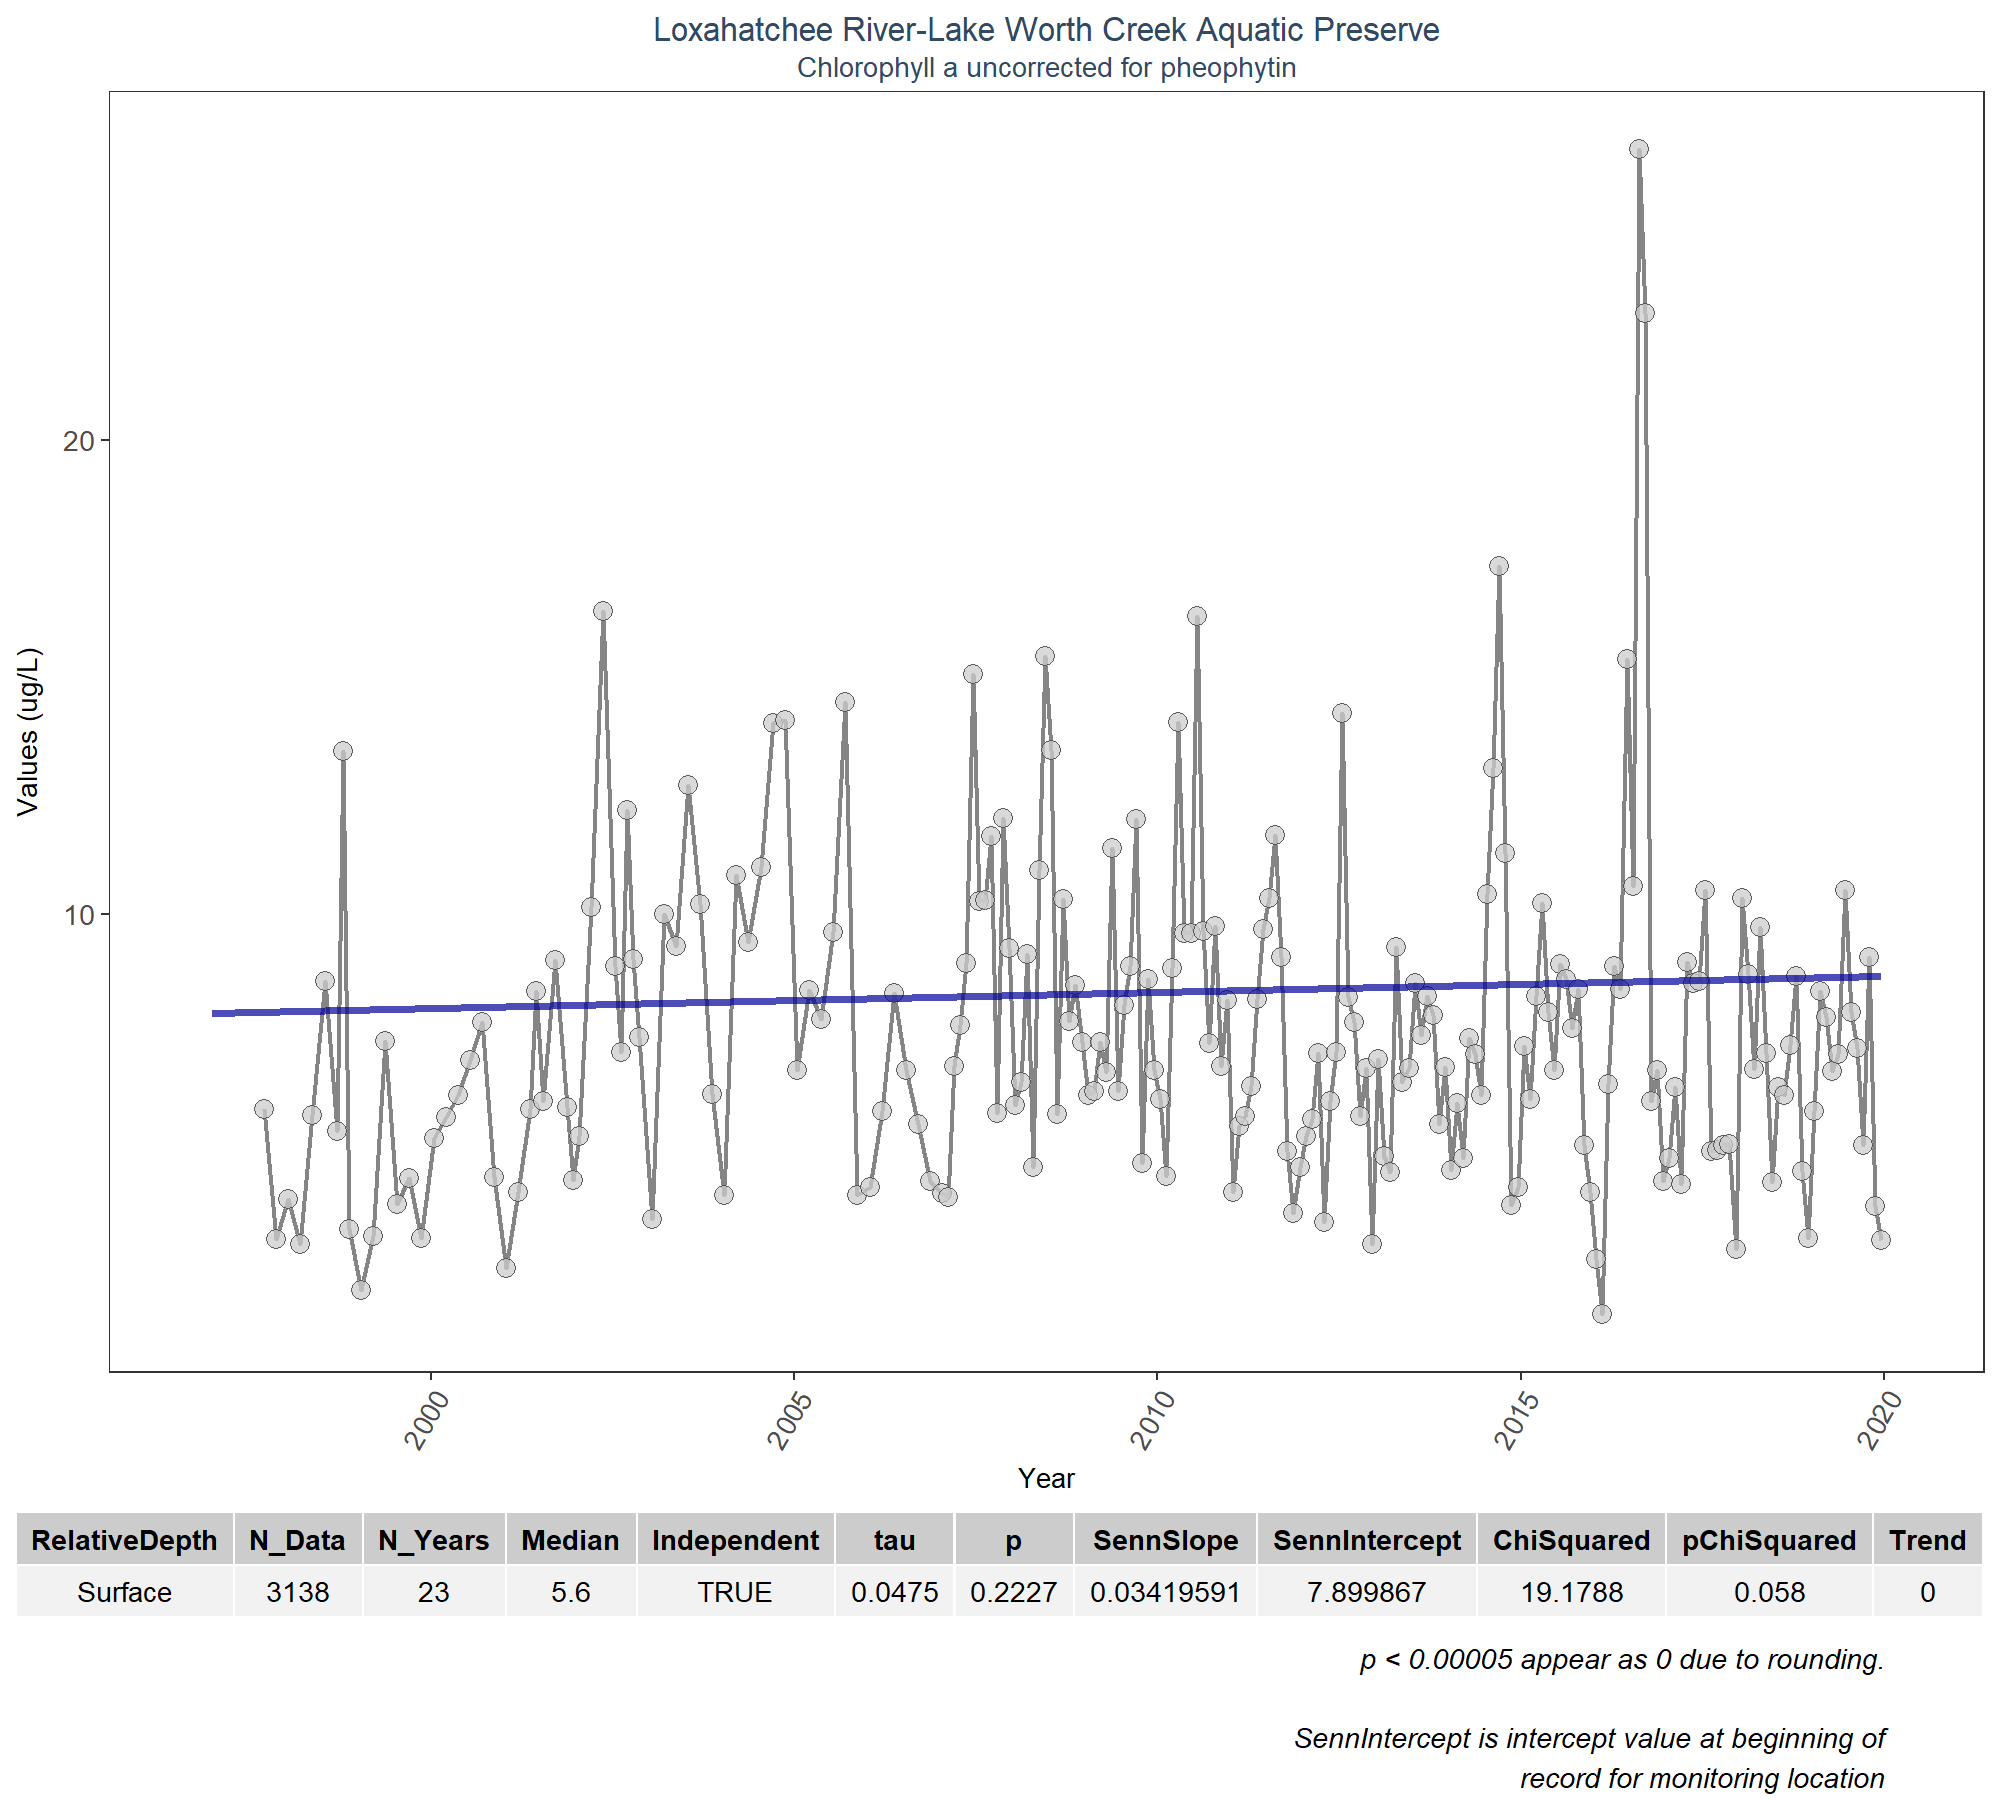 Loxahatchee River-Lake Worth Creek Aquatic Preserve
Chlorophyll a uncorrected for pheophytin
Values (ug/L)
20
10
2000
2005
2010
2015
2020
Year
RelativeDepth N_Data N_Years Median Independent tau p SennSlope SennIntercept ChiSquared pChiSquared Trend
Surface 3138 23 5.6 TRUE 0.0475 0.2227 0.03419591 7.899867 19.1788 0.058 0
p < 0.00005 appear as 0 due to rounding.
SennIntercept is intercept value at beginning of
record for monitoring location